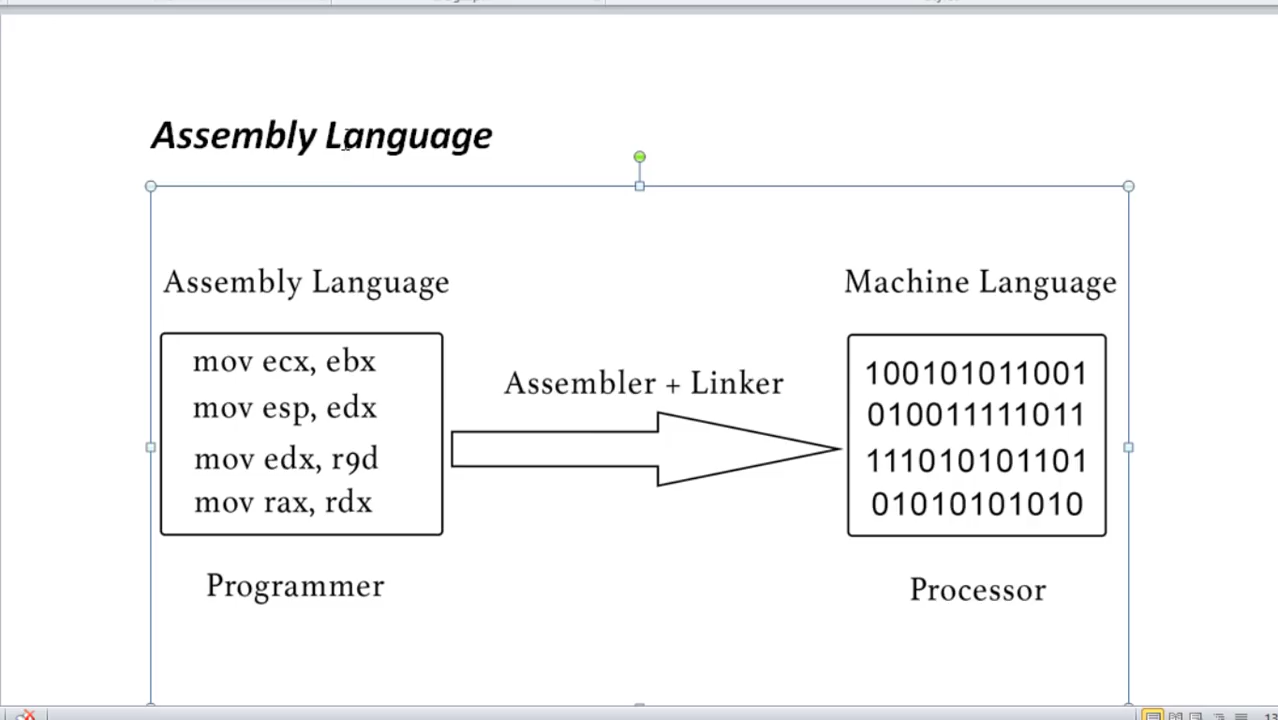 Assembly Language
Assembly Language
Machine Language
mov ecx, ebx
mov esp, edx
mov edx, r9d
mov rax, rdx
Assembler + Linker
100101011001
010011111011
111010101101
01010101010
Programmer
Processor